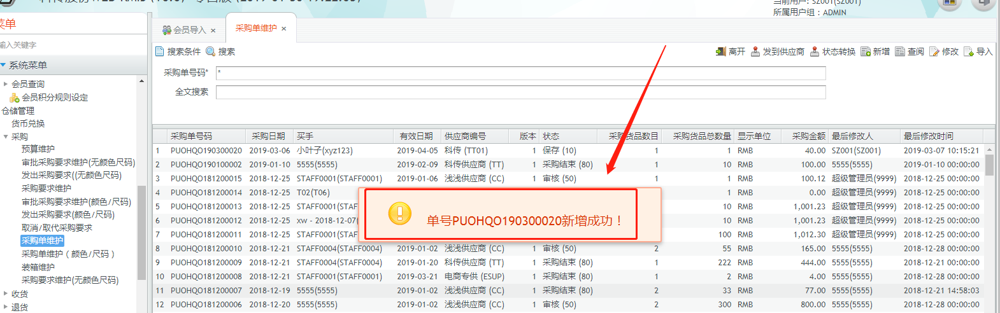 当前用户: SZ001(SZ001)
所属用户组：ADMIN
菜单
输入关键字
会员导入 ×
采购单维护 ×
系统菜单
搜索条件 搜索
离开 发到供应商 状态转换 新增 查阅 修改 导入
采购单号码* *
全文搜索
会员查询
会员积分规则设定
仓储管理
货币兑换
采购
预算维护
审批采购要求维护(无颜色尺码)
发出采购要求((无颜色尺码)
采购要求维护
审批采购要求维护(颜色/尺码)
发出采购要求(颜色/尺码)
取消/取代采购要求
采购单维护
采购单维护 ( 颜色/尺码 )
装箱维护
采购要求维护(无颜色尺码)
收货
退货
采购单号码 采购日期 买手 有效日期 供应商编号 版本 状态 采购货品数目 采购货品总数量 显示单位 采购金额 最后修改人 最后修改时间
1 PUOHQO190300020 2019-03-06 小叶子(xyz123) 2019-04-05 科传 (TT01) 1 保存 (10) 1 1 RMB 40.00 SZ001(SZ001) 2019-03-07 10:15:21
2 PUOHQO190100002 2019-01-10 5555(5555) 2019-02-09 科传供应商 (TT) 1 采购结束 (80) 1 10 RMB 100.00 5555(5555) 2019-01-10 00:00:00
3 PUOHQO181200015 2018-12-25 STAFF0001(STAFF0001) 2019-01-06 浅浅供应商 (CC) 1 审核 (50) 1 1 RMB 100.12 超级管理员(9999) 2018-12-25 00:00:00
4 PUOHQO181200014 2018-12-25 T02(T06) 1 RMB 0.00 超级管理员(9999) 2018-12-25 00:00:00
5 PUOHQO181200013 2018-12-25 STAFF0001(STAF 10 RMB 1,001.23 超级管理员(9999) 2018-12-25 00:00:00
6 PUOHQO181200012 2018-12-25 xw - 2018-12-07( 10 RMB 1,001.23 超级管理员(9999) 2018-12-25 00:00:00
7 PUOHQO181200011 2018-12-25 STAFF0001(STAF 100 RMB 1,012.30 超级管理员(9999) 2018-12-25 00:00:00
单号PUOHQO190300020新增成功！
8 PUOHQO181200010 2018-12-21 STAFF0004(STAFF0004) 2019-01-02 浅浅供应商 (CC) 1 审核 (50) 2 55 RMB 165.00 5555(5555) 2018-12-28 00:00:00
9 PUOHQO181200009 2018-12-21 STAFF0004(STAFF0004) 2019-01-20 科传供应商 (TT) 1 采购结束 (80) 1 222 RMB 444.00 5555(5555) 2018-12-21 00:00:00
10 PUOHQO181200008 2018-12-21 STAFF0001(STAFF0001) 2019-03-21 电商专供 (ESUP) 1 采购结束 (80) 1 2 RMB 4.00 5555(5555) 2018-12-28 00:00:00
11 PUOHQO181200007 2018-12-19 5555(5555) 2019-01-02 浅浅供应商 (CC) 1 采购结束 (80) 2 33 RMB 77.00 5555(5555) 2018-12-21 14:58:03
12 PUOHQO181200006 2018-12-20 5555(5555) 2019-01-02 浅浅供应商 (CC) 1 审核 (50) 2 300 RMB 800.00 5555(5555) 2018-12-28 00:00:00